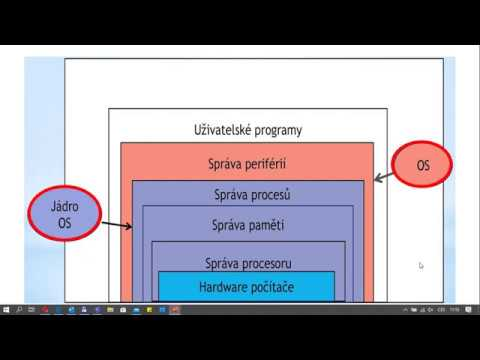 Uživatelské programy
Správa periférií
OS
Správa procesů
Jádro
OS
Správa paměti
Správa procesoru
Hardware počítače